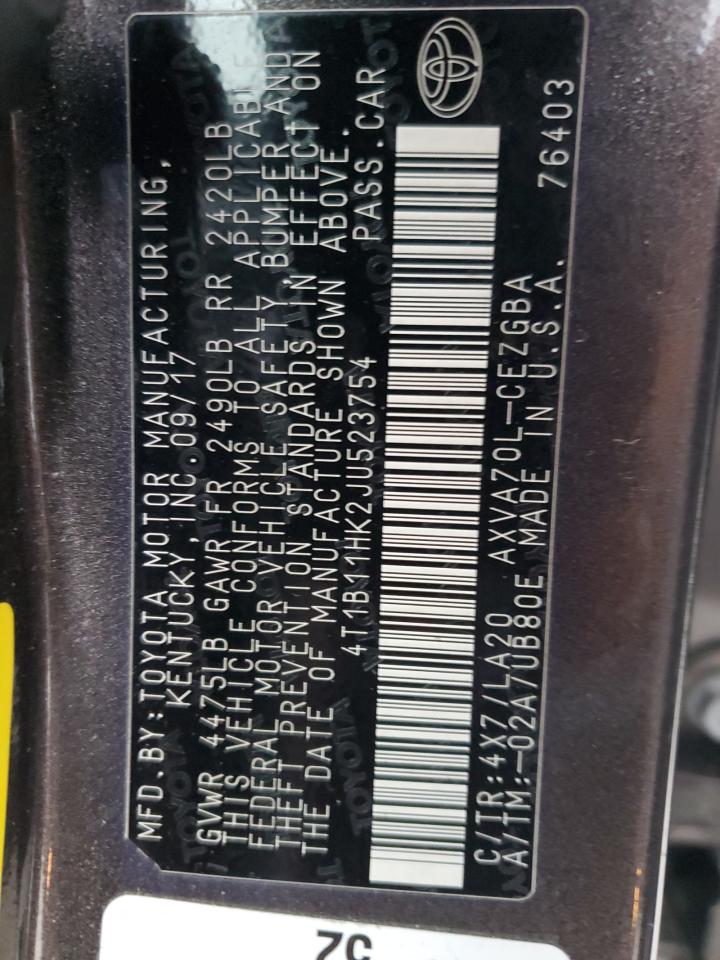 MFD.BY:TOYOTA MOTOR MANUFACTURING,
KENTUCKY,INC.09/17
GVWR 4475LB GAWR FR 2490LB RR 2420LB
THIS VEHICLE CONFORMS TO ALL APPLICABLE
FEDERAL MOTOR VEHICLE SAFETY, BUMPER,AND
THEFT PREVENTION STANDARDS IN EFFECT ON
THE DATE OF MANUFACTURE SHOWN ABOVE.
4T1B11HK2JU523754 PASS.CAR
C/TR:4X7/LA20 AXVA70L-CEZGBA
A/TM:-02A/UB80E MADE IN U.S.A. 76403